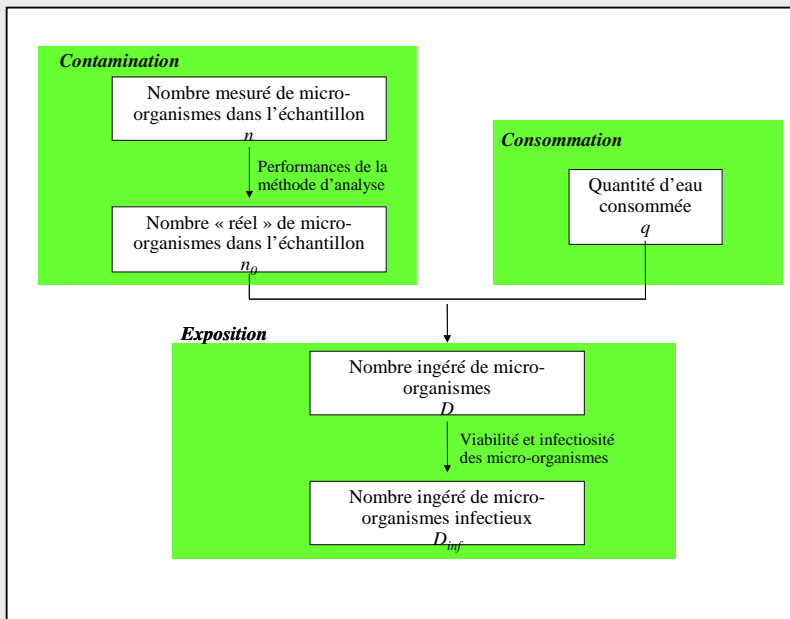 Contamination
Nombre mesuré de micro-
organismes dans l'échantillon
n
Performances de la
méthode d'analyse
Nombre « réel » de micro-
organismes dans l'échantillon
n0
Consommation
Quantité d'eau
consommée
q
Exposition
Nombre ingéré de micro-
organismes
D
Viabilité et infectiosité
des micro-organismes
Nombre ingéré de micro-
organismes infectieux
Dinf